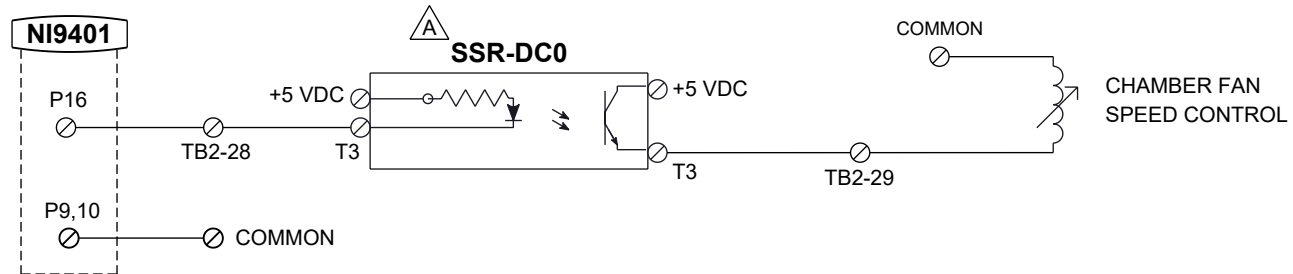 NI9401
A
SSR-DC0
COMMON
+5 VDC
+5 VDC
P16
CHAMBER FAN
SPEED CONTROL
TB2-28
T3
T3
TB2-29
P9,10
COMMON